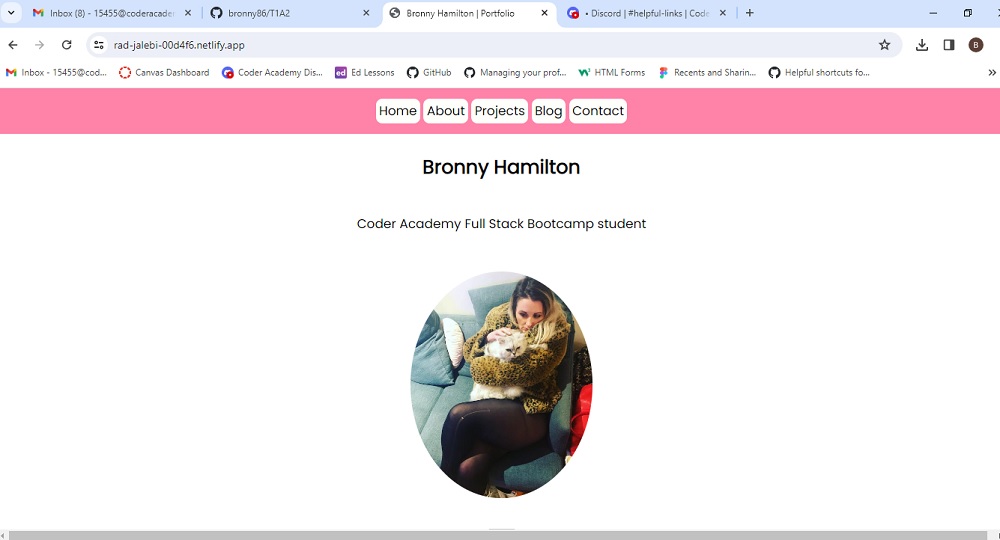 Inbox (8) - 15455@coderacader
bronny86/T1A2
Bronny Hamilton | Portfolio
• Discord | #helpful-links | Code
rad-jalebi-00d4f6.netlify.app
B
Inbox - 15455@cod...
Canvas Dashboard
Coder Academy Dis...
ed
Ed Lessons
GitHub
Managing your prof...
HTML Forms
Recents and Sharin...
Helpful shortcuts fo...
Home About Projects Blog Contact
Bronny Hamilton
Coder Academy Full Stack Bootcamp student